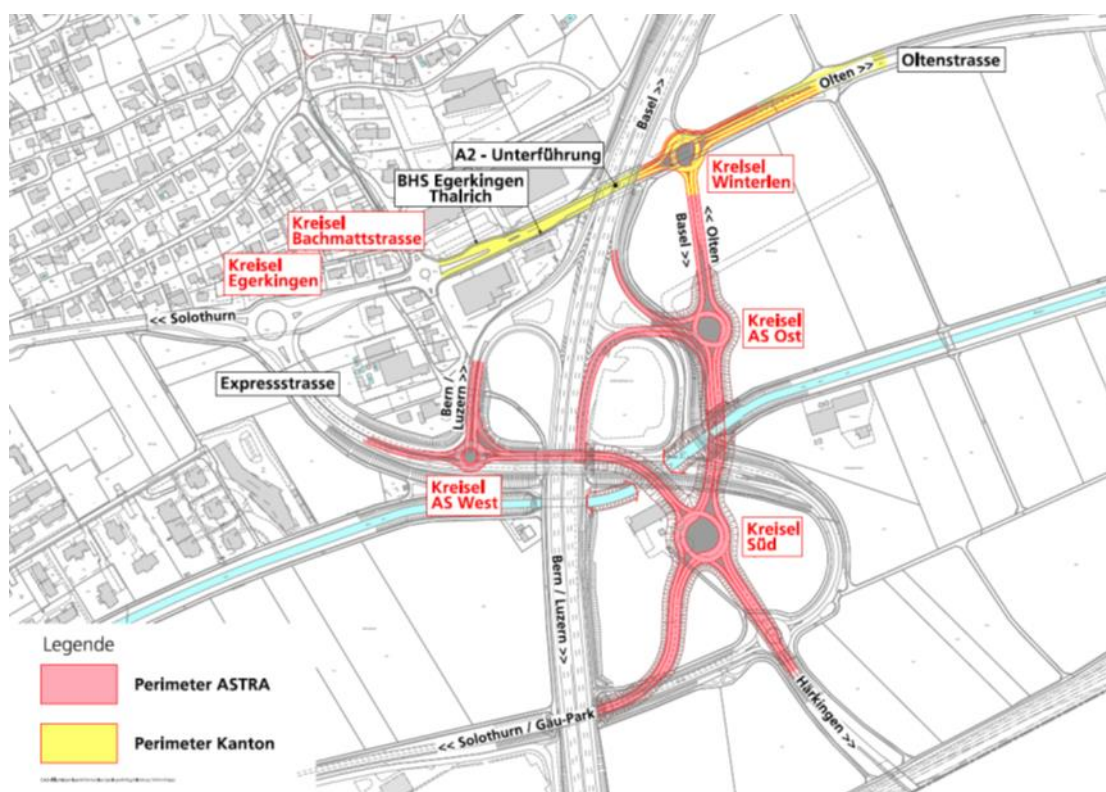 Basel >>
Olten >>
Oltenstrasse
A2 - Unterführung
BHS Egerkingen
Thalrich
Kreisel
Winterlen
Kreisel
Bachmattstrasse
Kreisel
Egerkingen
<< Olten
Basel >>
<< Solothurn
Kreisel
AS Ost
Expressstrasse
Bern /
Luzern >>
Kreisel
AS West
Kreisel
Süd
Bern / Luzern >>
Härkingen >>
<< Solothurn / Gäu-Park
Legende
Perimeter ASTRA
Perimeter Kanton